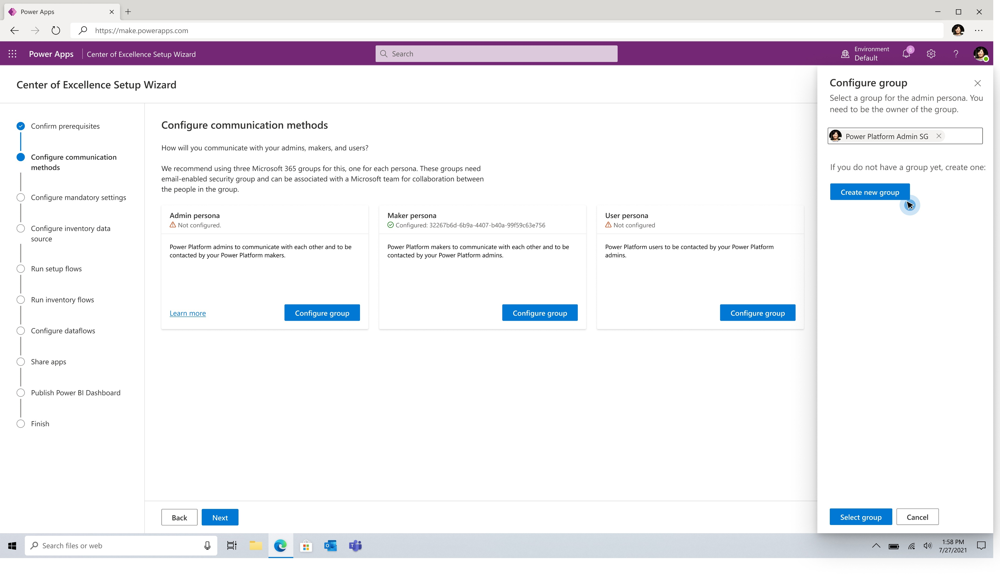 Power Apps
https://make.powerapps.com
Power Apps
Center of Excellence Setup Wizard
Search
Environment
Default
8
Center of Excellence Setup Wizard
Confirm prerequisites
Configure communication
methods
Configure mandatory settings
Configure inventory data
source
Run setup flows
Run inventory flows
Configure dataflows
Share apps
Publish Power BI Dashboard
Finish
Configure communication methods
How will you communicate with your admins, makers, and users?
We recommend using three Microsoft 365 groups for this, one for each persona. These groups need
email-enabled security group and can be associated with a Microsoft team for collaboration between
the people in the group.
Admin persona
Not configured.
Power Platform admins to communicate with each other and to be
contacted by your Power Platform makers.
Learn more
Configure group
Maker persona
Configured: 32267b6d-6b9a-4407-b40a-99f59c63e756
Power Platform makers to communicate with each other and to be
contacted by your Power Platform admins.
Configure group
User persona
Not configured
Power Platform users to be contacted by your Power Platform
admins.
Configure group
Back
Next
Configure group
Select a group for the admin persona. You
need to be the owner of the group.
Power Platform Admin SG
If you do not have a group yet, create one:
Create new group
Select group
Cancel
Search files or web
1:58 PM
7/27/2021